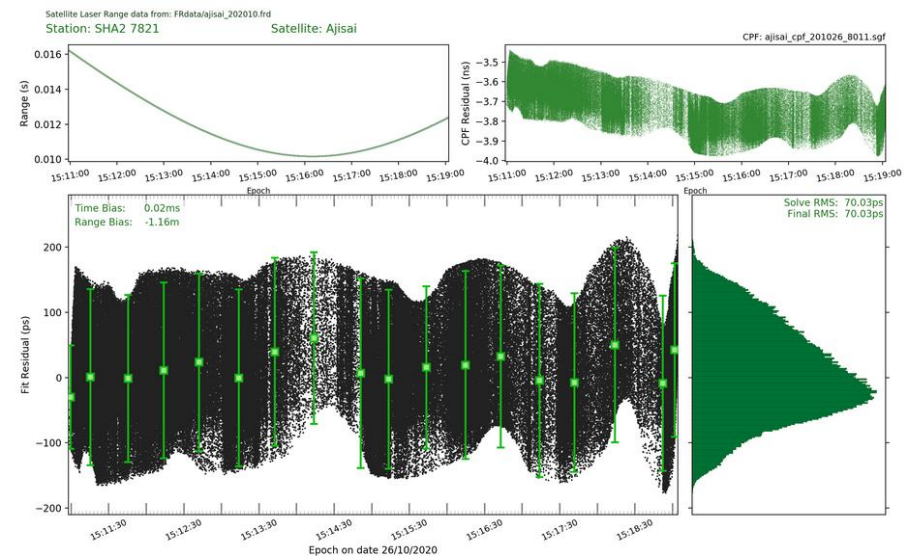 Satellite Laser Range data from: FRdata/ajisai_202010.frd
Station: SHA2 7821 Satellite: Ajisai
CPF: ajisai_cpf_201026_8011.sgf
Range (s)
0.016
0.014
0.012
0.010
15:11:00 15:12:00 15:13:00 15:14:00 15:15:00 15:16:00 15:17:00 15:18:00 15:19:00
Epoch
CPF Residual (ns)
−3.5
−3.6
−3.7
−3.8
−3.9
−4.0
15:11:00 15:12:00 15:13:00 15:14:00 15:15:00 15:16:00 15:17:00 15:18:00 15:19:00
Epoch
Time Bias: 0.02ms
Range Bias: -1.16m
Fit Residual (ps)
200
100
0
−100
−200
15:11:30 15:12:30 15:13:30 15:14:30 15:15:30 15:16:30 15:17:30 15:18:30
Epoch on date 26/10/2020
Solve RMS: 70.03ps
Final RMS: 70.03ps